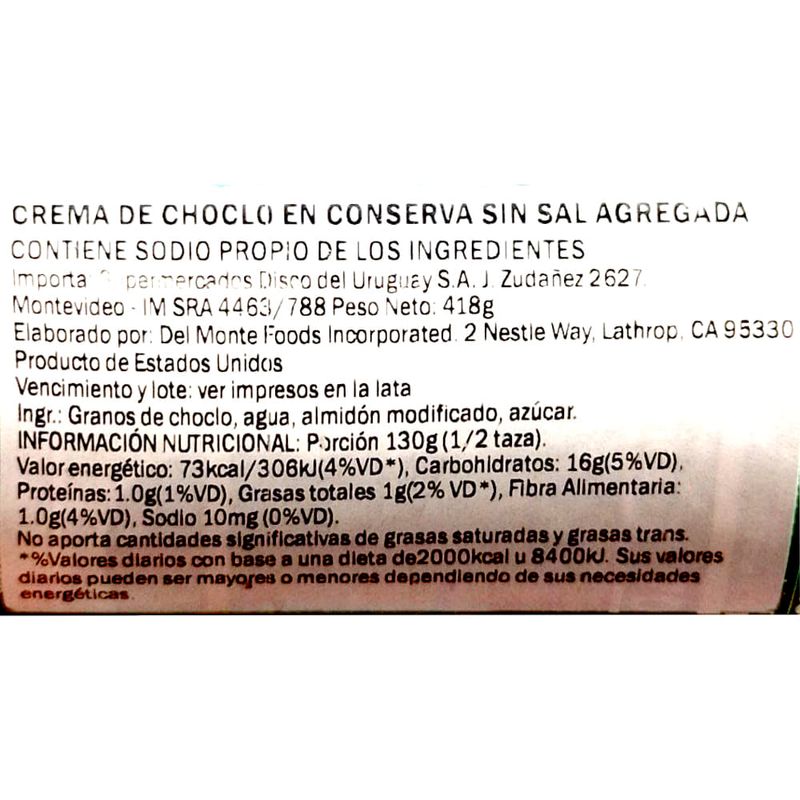 CREMA DE CHOCLO EN CONSERVA SIN SAL AGREGADA
CONTIENE SODIO PROPIO DE LOS INGREDIENTES
Disco del Uruguay S.A. J. Zudañez 2627.
Montevideo - IM SRA 4463/788 Peso Neto: 418g
Elaborado por: Del Monte Foods Incorporated. 2 Nestle Way, Lathrop, CA 95330
Producto de Estados Unidos
Vencimiento y lote: ver impresos en la lata
Ingr.: Granos de choclo, agua, almidón modificado, azúcar.
INFORMACIÓN NUTRICIONAL: Porción 130g (1/2 taza).
Valor energético: 73kcal/306kJ(4%VD*), Carbohidratos: 16g(5%VD),
Proteínas: 1.0g(1%VD), Grasas totales 1g(2% VD*), Fibra Alimentaria:
1.0g(4%VD), Sodio 10mg (0%VD).
No aporta cantidades significativas de grasas saturadas y grasas trans.
*%Valores diarios con base a una dieta de2000kcal u 8400kJ. Sus valores
diarios pueden ser mayores o menores dependiendo de sus necesidades
energéticas